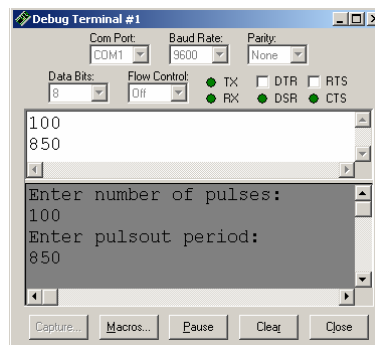 Debug Terminal #1
Com Port: Baud Rate: Parity:
COM1 9600 None
Data Bits: Flow Control: TX DTR RTS
8 Off RX DSR CTS
100
850
Enter number of pulses:
100
Enter pulsout period:
850
Capture... Macros... Pause Clear Close